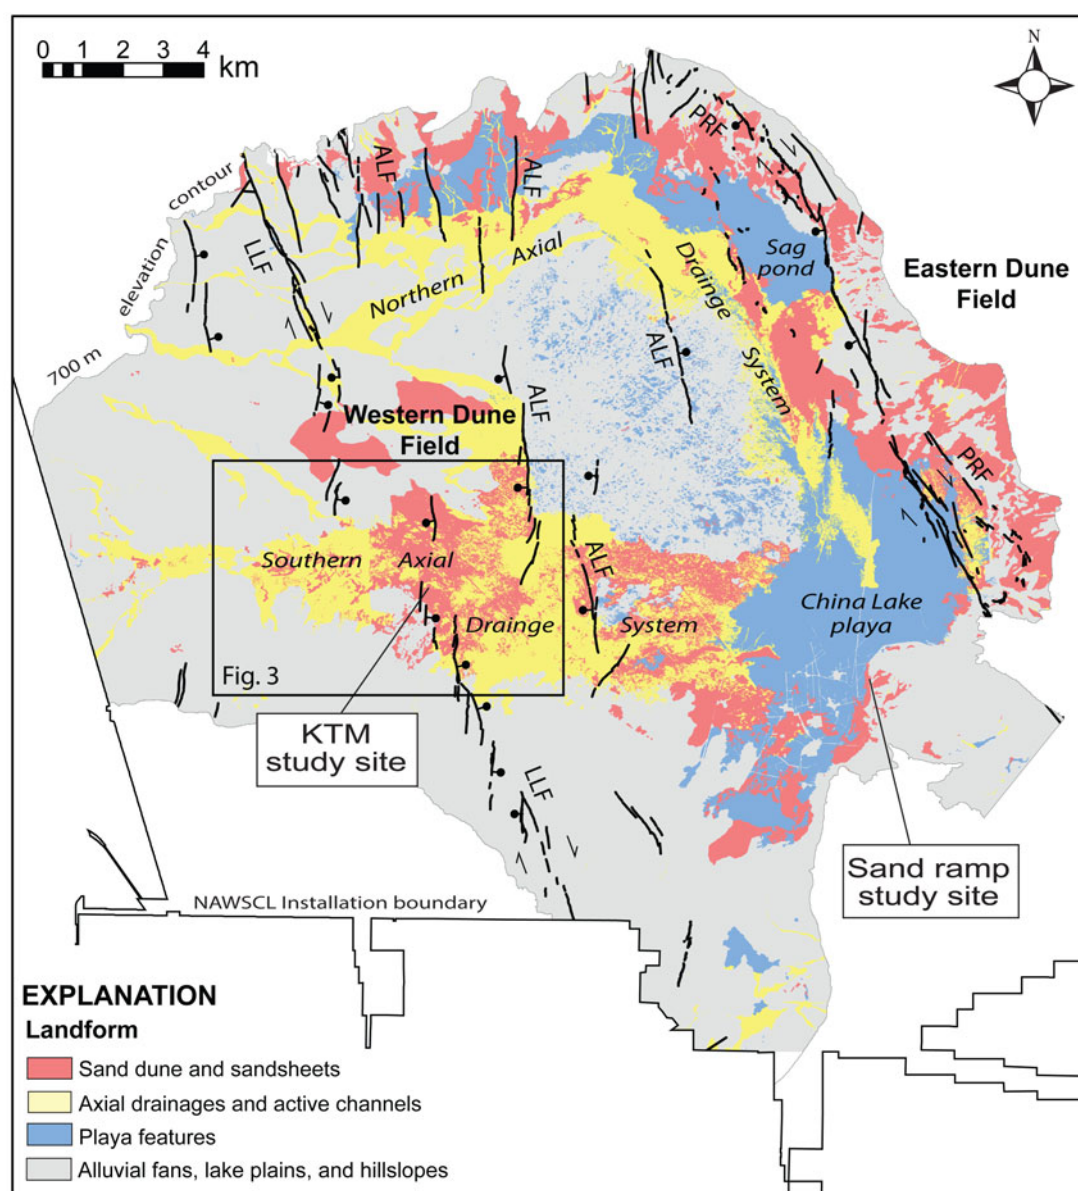 0 1 2 3 4 km
N
PRF
ALF
ALF
contour
elevation
700 m
LLF
Northern Axial Drainge System
Sag
pond
Eastern Dune
Field
ALF
ALF
Western Dune
Field
PRF
Southern Axial Drainge System
ALF
China Lake
playa
Fig. 3
KTM
study site
LLF
Sand ramp
study site
NAWSCL Installation boundary
EXPLANATION
Landform
Sand dune and sandsheets
Axial drainages and active channels
Playa features
Alluvial fans, lake plains, and hillslopes